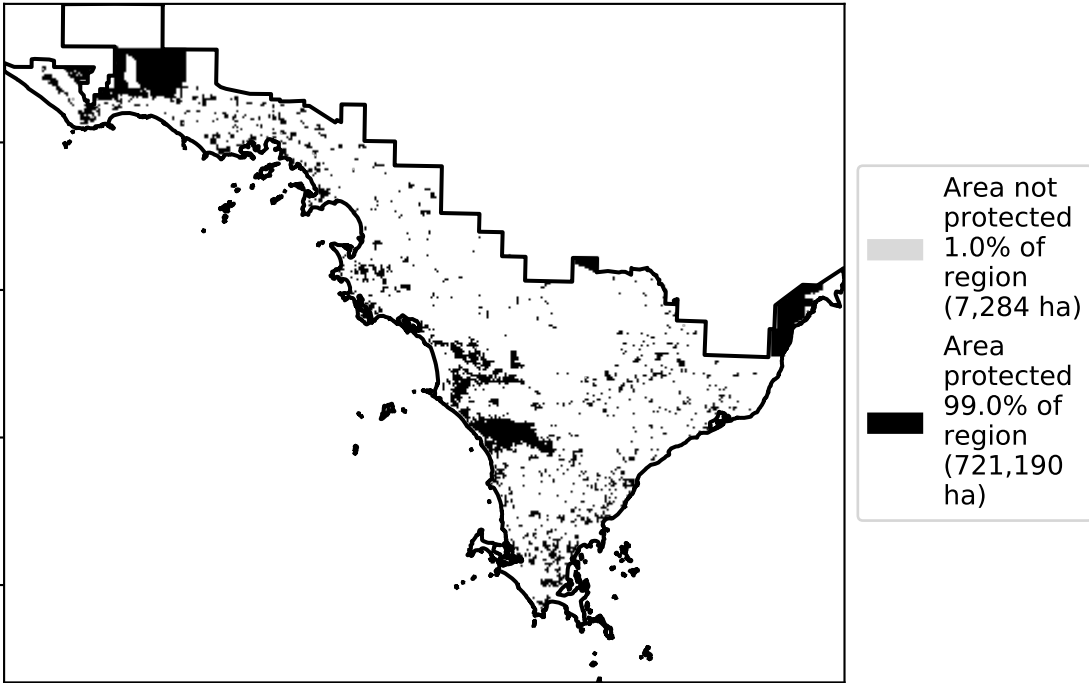 Area not
protected
1.0% of
region
(7,284 ha)
Area
protected
99.0% of
region
(721,190
ha)